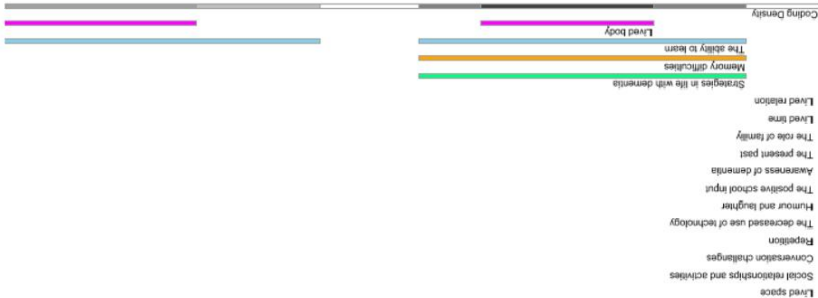 Lived space
Social relationships and activities
Conversation challenges
Repetition
The decreased use of technology
Humour and laughter
The positive school input
Awareness of dementia
The present past
The role of family
Lived time
Lived relation
Strategies in life with dementia
Memory difficulties
The ability to learn
Lived body
Coding Density